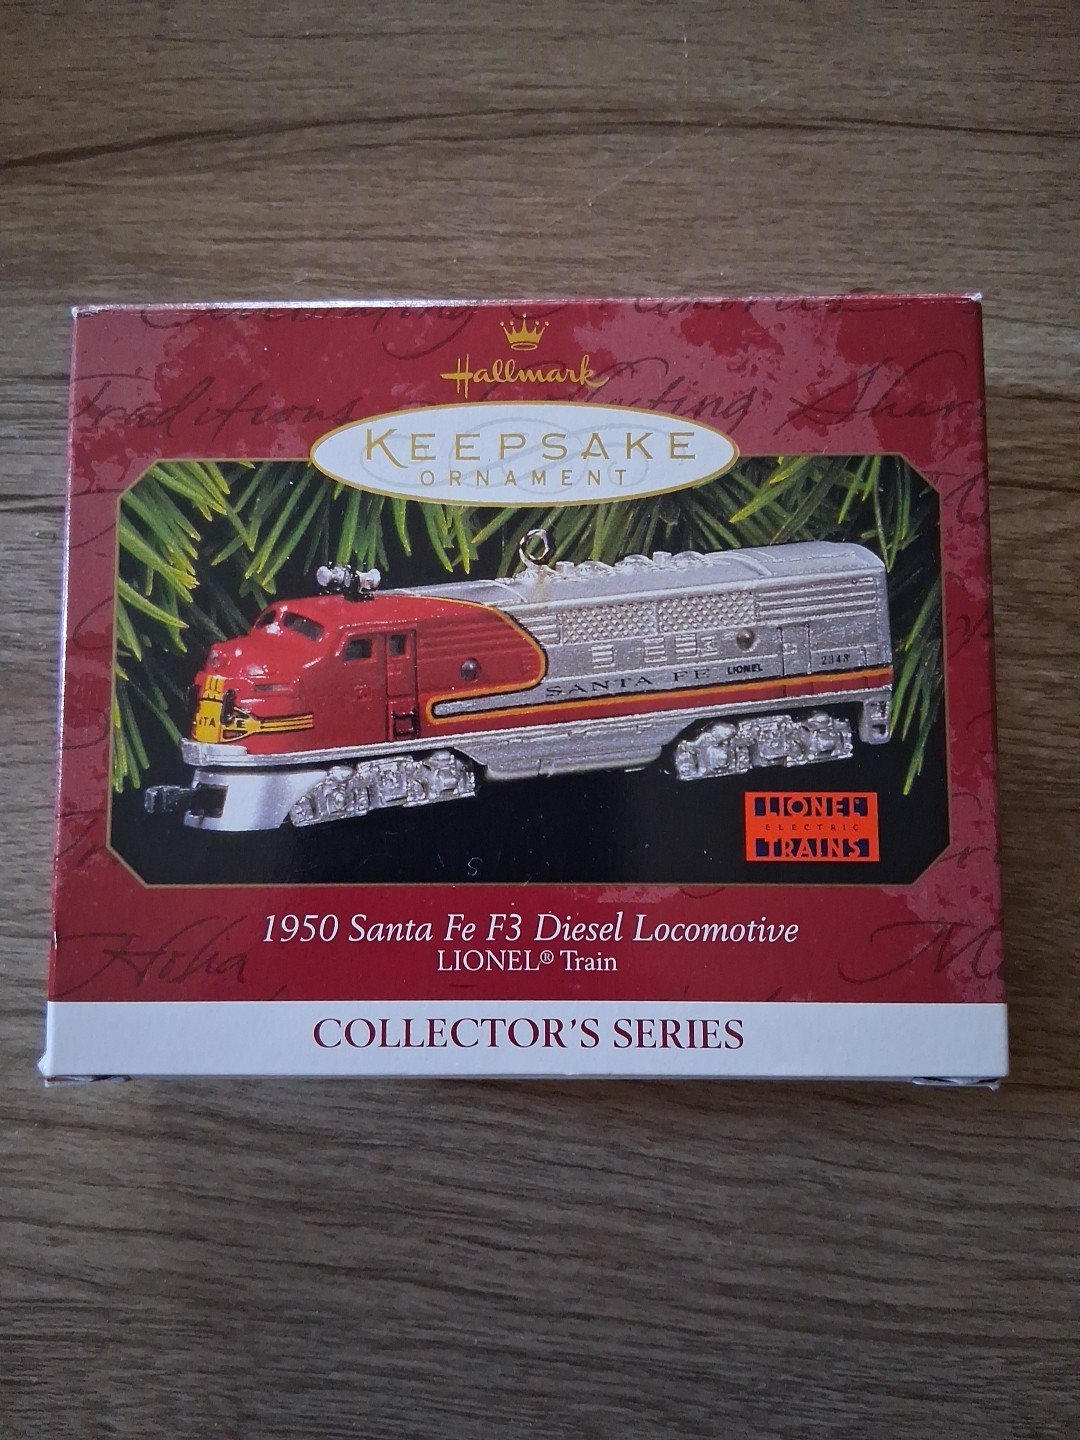 Hallmark
KEEPSAKE
ORNAMENT
Traditions
SANTA FE LIONEL 2343
LIONEL
ELECTRIC
TRAINS
1950 Santa Fe F3 Diesel Locomotive
LIONEL® Train
COLLECTOR'S SERIES